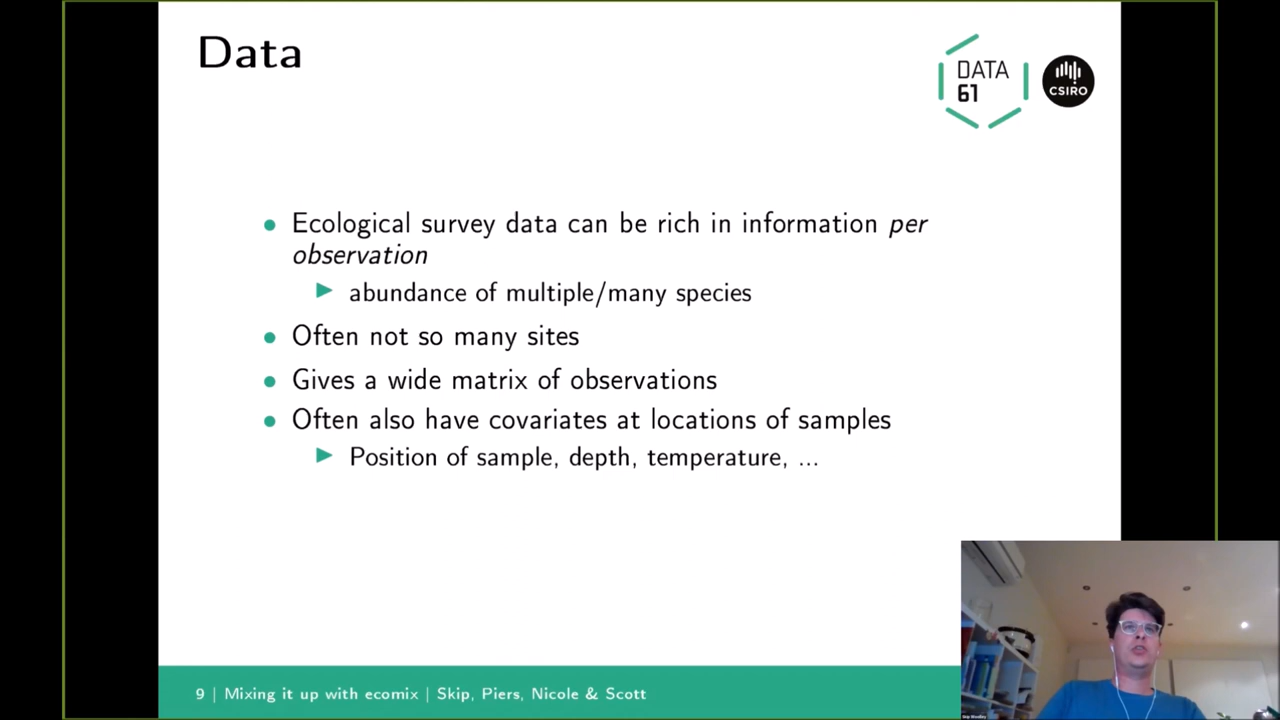 Data
DATA
61
CSIRO
Ecological survey data can be rich in information per
observation
abundance of multiple/many species
Often not so many sites
Gives a wide matrix of observations
Often also have covariates at locations of samples
Position of sample, depth, temperature, ...
9 | Mixing it up with ecomix | Skip, Piers, Nicole & Scott